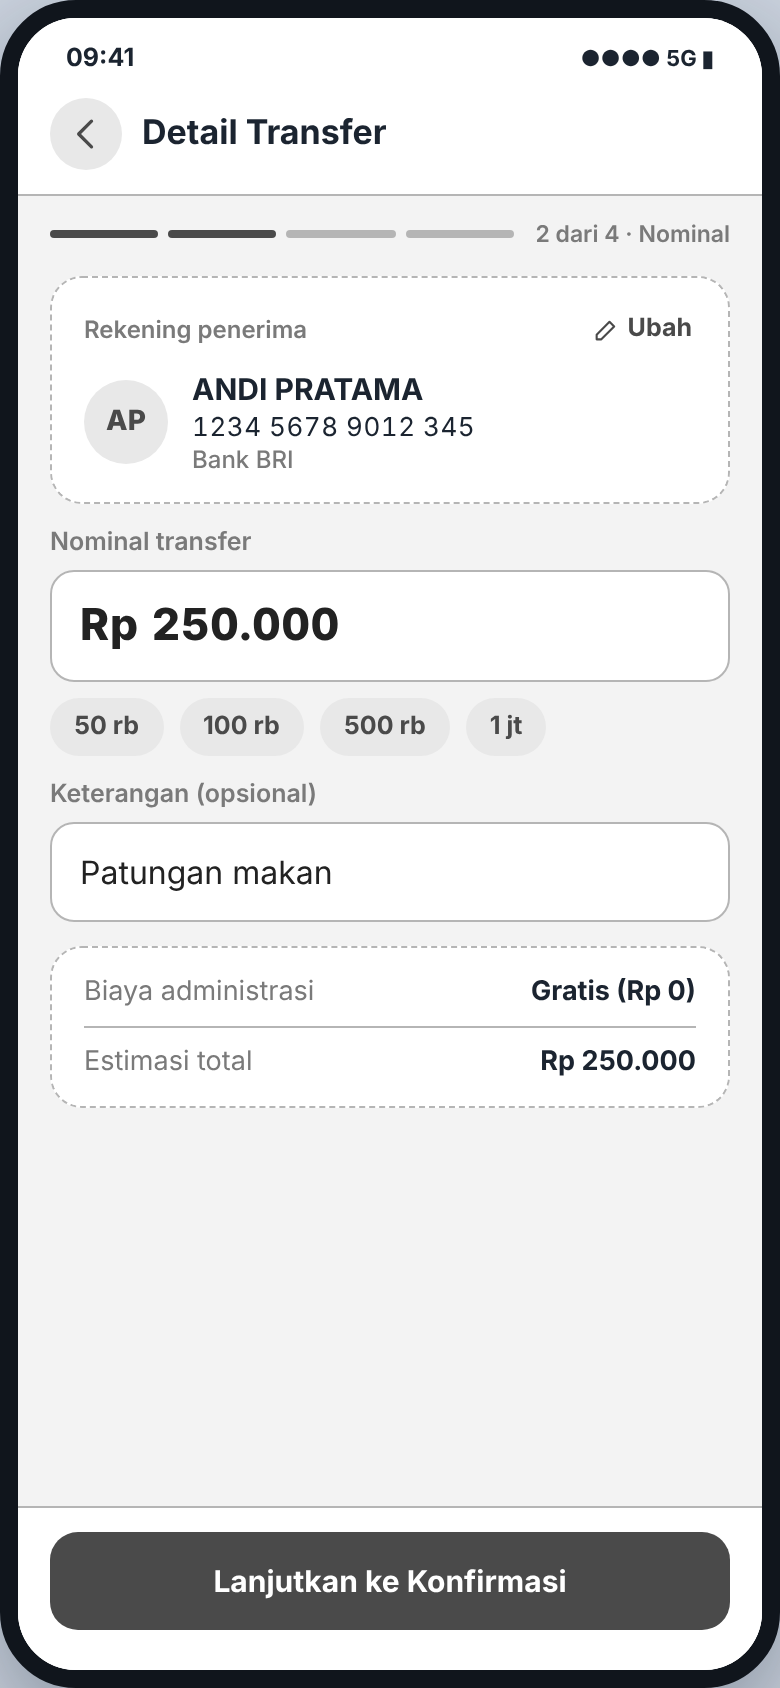 09:41
5G
Detail Transfer
2 dari 4 · Nominal
Rekening penerima
Ubah
AP
ANDI PRATAMA
1234 5678 9012 345
Bank BRI
Nominal transfer
Rp 250.000
50 rb
100 rb
500 rb
1 jt
Keterangan (opsional)
Patungan makan
Biaya administrasi
Gratis (Rp 0)
Estimasi total
Rp 250.000
Lanjutkan ke Konfirmasi